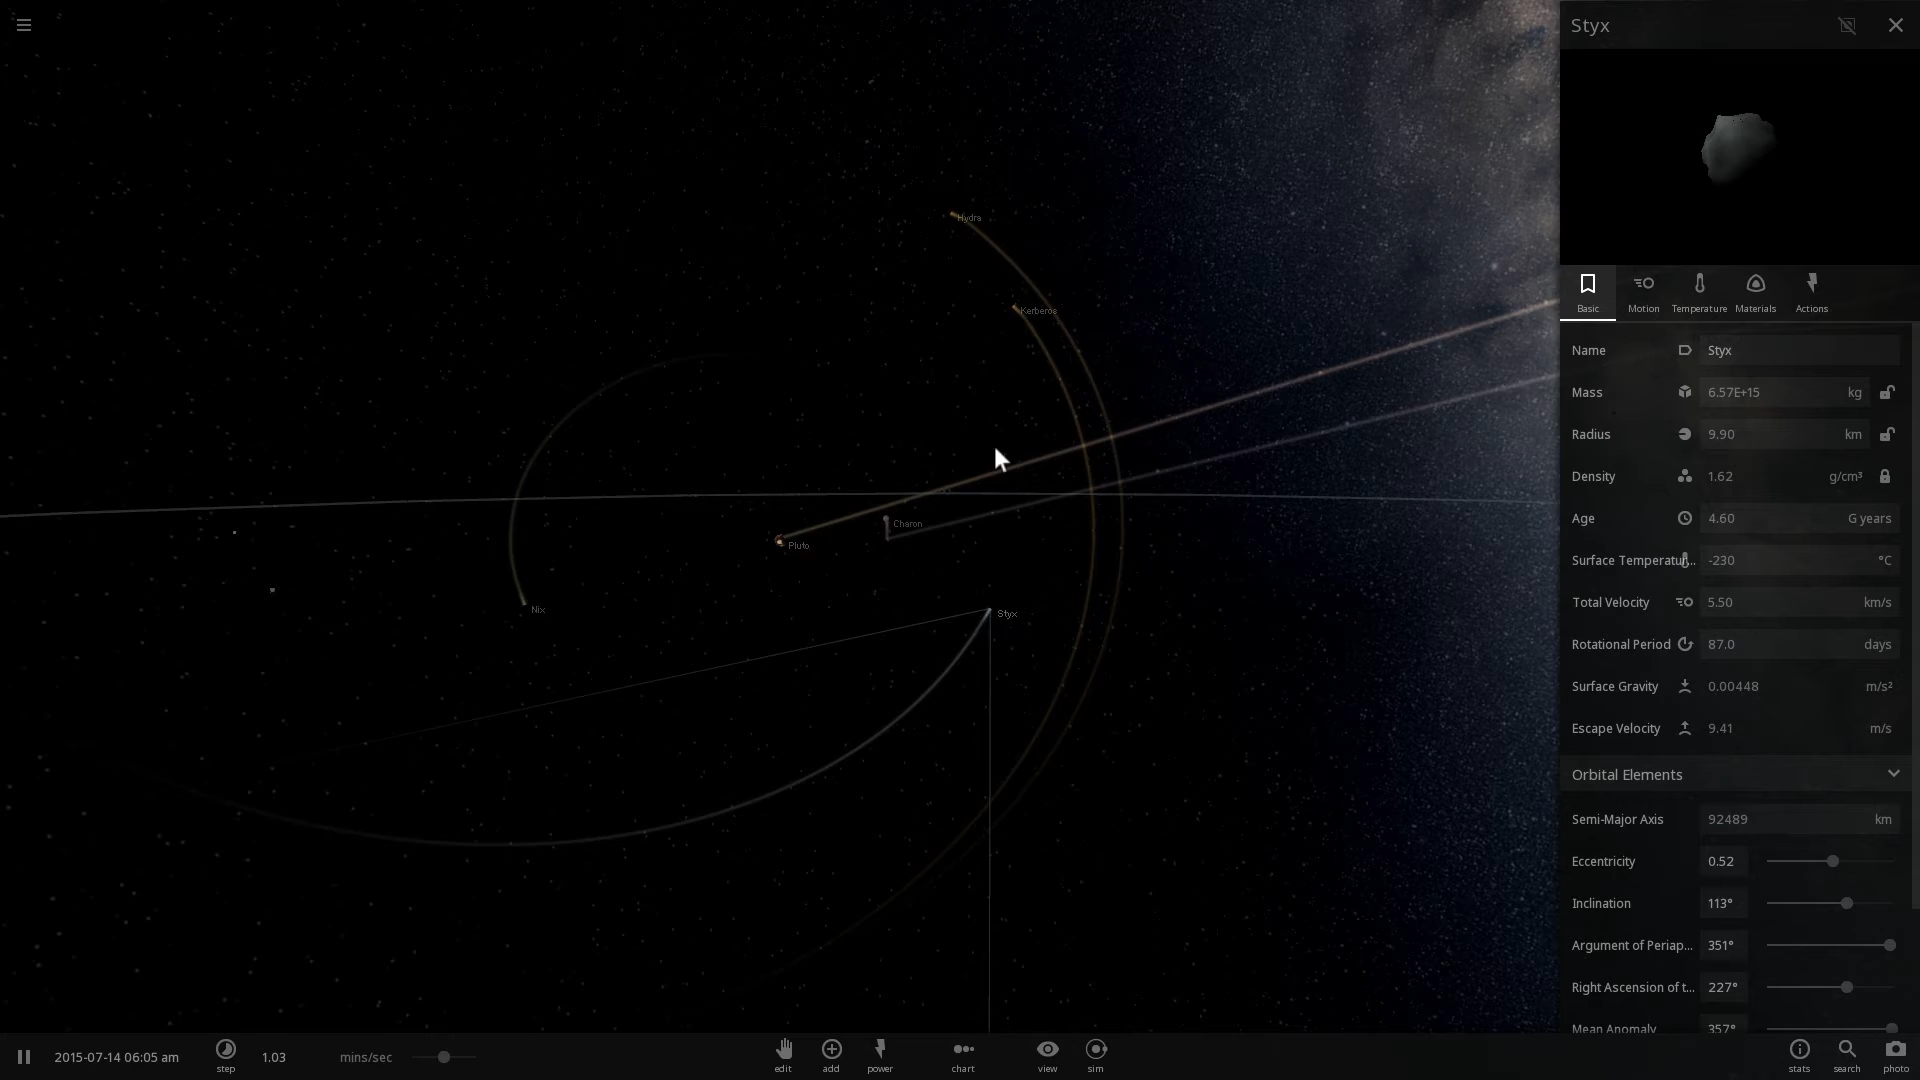 Styx
Hydra
Kerberos
Charon
Pluto
Nix
Styx
Basic
Motion
Temperature
Materials
Actions
Name Styx
Mass 6.57E+15 kg
Radius 9.90 km
Density 1.62 g/cm³
Age 4.60 G years
Surface Temperatur... -230 °C
Total Velocity 5.50 km/s
Rotational Period 87.0 days
Surface Gravity 0.00448 m/s²
Escape Velocity 9.41 m/s
Orbital Elements
Semi-Major Axis 92489 km
Eccentricity 0.52
Inclination 113°
Argument of Periap... 351°
Right Ascension of t... 227°
Mean Anomaly 357°
2015-07-14 06:05 am
step
1.03 mins/sec
edit
add
power
chart
view
sim
stats
search
photo